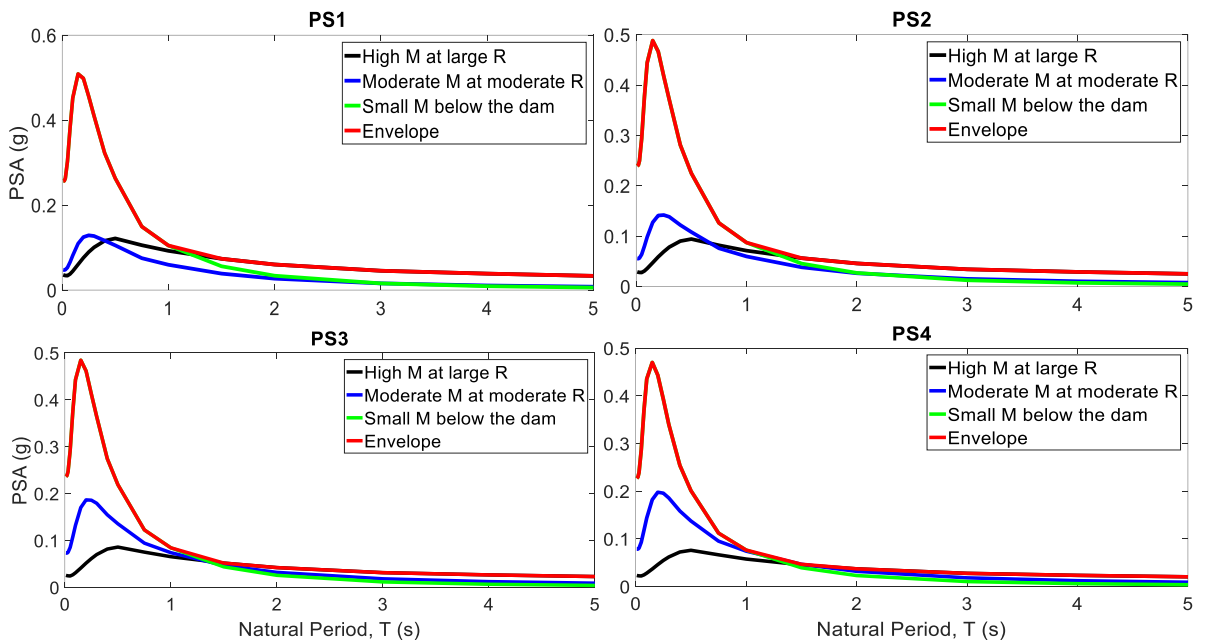 PS1
PSA (g)
0.6
0.4
0.2
0
High M at large R
Moderate M at moderate R
Small M below the dam
Envelope
0 1 2 3 4 5
PS2
0.5
0.4
0.3
0.2
0.1
0
High M at large R
Moderate M at moderate R
Small M below the dam
Envelope
0 1 2 3 4 5
PS3
PSA (g)
0.5
0.4
0.3
0.2
0.1
0
High M at large R
Moderate M at moderate R
Small M below the dam
Envelope
0 1 2 3 4 5
Natural Period, T (s)
PS4
0.5
0.4
0.3
0.2
0.1
0
High M at large R
Moderate M at moderate R
Small M below the dam
Envelope
0 1 2 3 4 5
Natural Period, T (s)